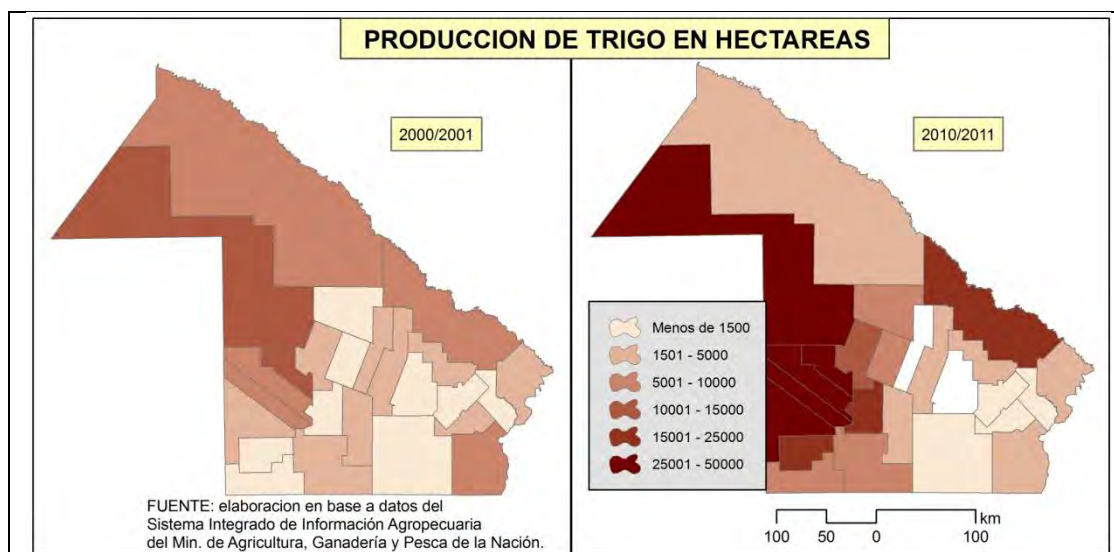 PRODUCCION DE TRIGO EN HECTAREAS
2000/2001
2010/2011
Menos de 1500
1501 - 5000
5001 - 10000
10001 - 15000
15001 - 25000
25001 - 50000
FUENTE: elaboracion en base a datos del
Sistema Integrado de Información Agropecuaria
del Min. de Agricultura, Ganadería y Pesca de la Nación.
km
100 50 0 100